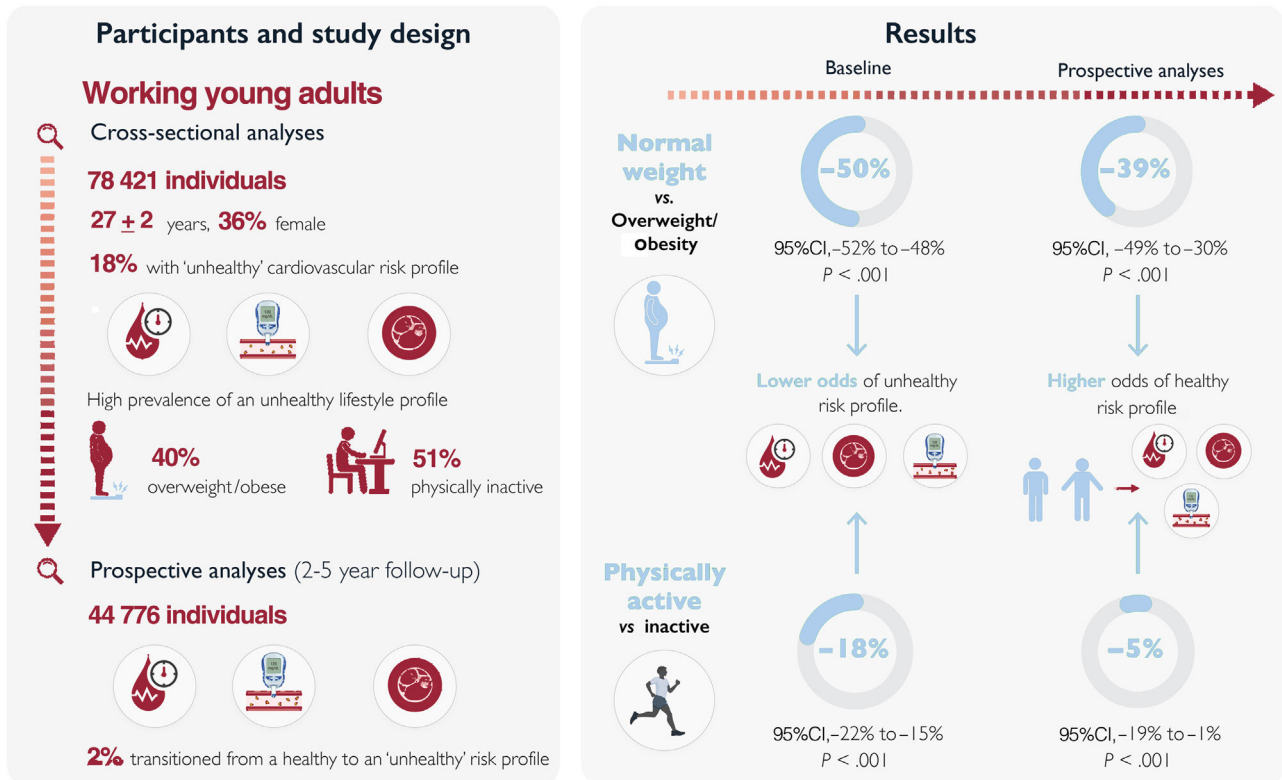 Participants and study design
Working young adults
Cross-sectional analyses
78 421 individuals
27 ± 2 years, 36% female
18% with 'unhealthy' cardiovascular risk profile
High prevalence of an unhealthy lifestyle profile
40%
overweight/obese
51%
physically inactive
Prospective analyses (2-5 year follow-up)
44 776 individuals
2% transitioned from a healthy to an 'unhealthy' risk profile
Results
Baseline
Prospective analyses
Normal
weight
vs.
Overweight/
obesity
–50%
95%CI,–52% to –48%
P < .001
–39%
95%CI, –49% to –30%
P < .001
Lower odds of unhealthy
risk profile.
Higher odds of healthy
risk profile
Physically
active
vs inactive
–18%
95%CI,–22% to –15%
P < .001
–5%
95%CI,–19% to –1%
P < .001